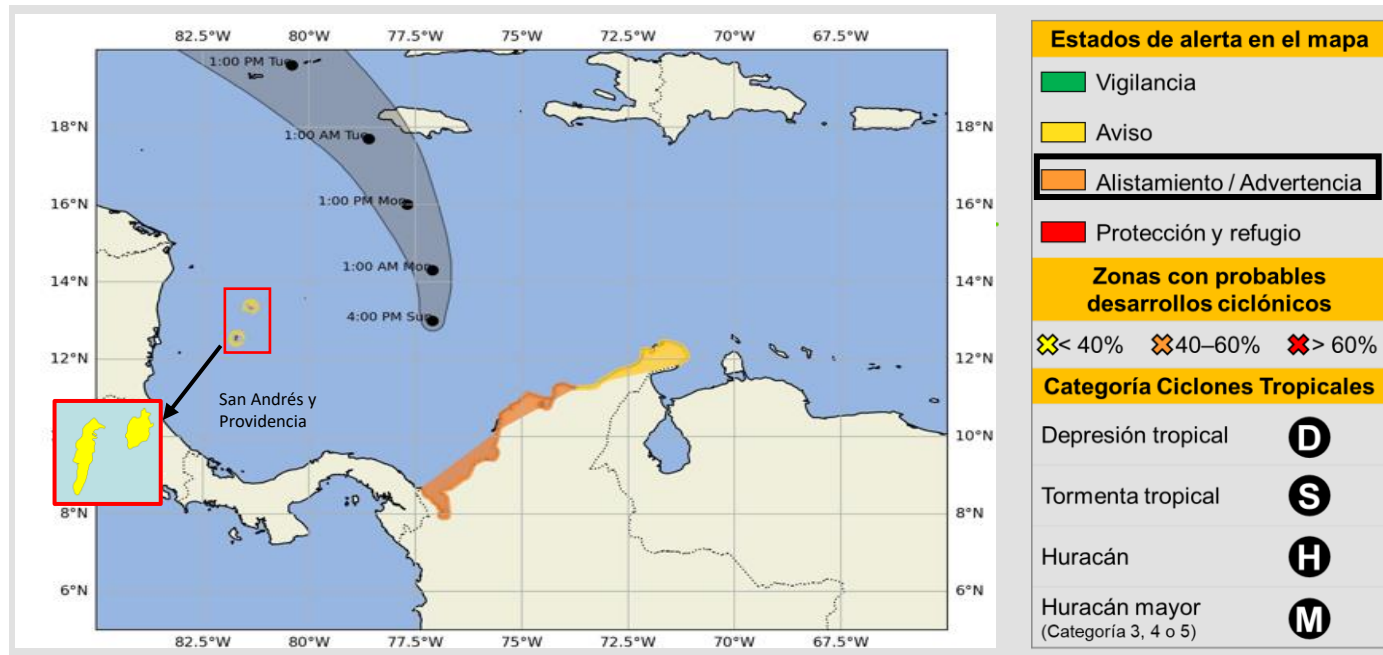 82.5°W 80°W 77.5°W 75°W 72.5°W 70°W 67.5°W
1:00 PM Tue
18°N 18°N
1:00 AM Tue
16°N 16°N
1:00 PM Mon
14°N 14°N
1:00 AM Mon
4:00 PM Sun
12°N 12°N
San Andrés y
Providencia
10°N
8°N 8°N
6°N 6°N
82.5°W 80°W 77.5°W 75°W 72.5°W 70°W 67.5°W
Estados de alerta en el mapa
Vigilancia
Aviso
Alistamiento / Advertencia
Protección y refugio
Zonas con probables
desarrollos ciclónicos
< 40% 40–60% > 60%
Categoría Ciclones Tropicales
Depresión tropical D
Tormenta tropical S
Huracán H
Huracán mayor M
(Categoría 3, 4 o 5)